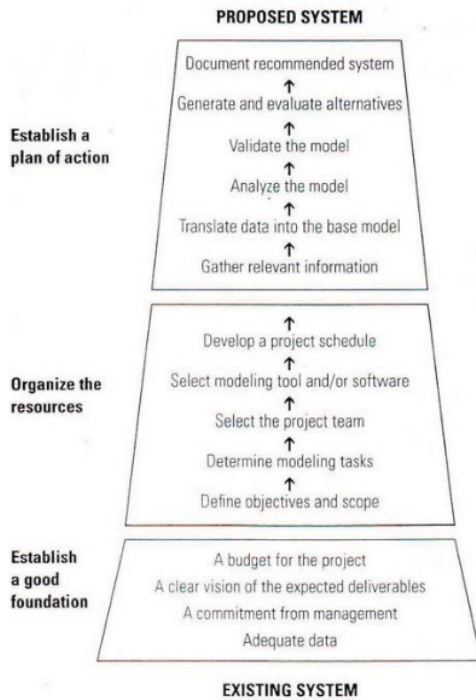 PROPOSED SYSTEM
Document recommended system
↑
Generate and evaluate alternatives
↑
Establish a
plan of action
Validate the model
↑
Analyze the model
↑
Translate data into the base model
↑
Gather relevant information
↑
Develop a project schedule
↑
Organize the
resources
Select modeling tool and/or software
↑
Select the project team
↑
Determine modeling tasks
↑
Define objectives and scope
Establish
a good
foundation
A budget for the project
A clear vision of the expected deliverables
A commitment from management
Adequate data
EXISTING SYSTEM